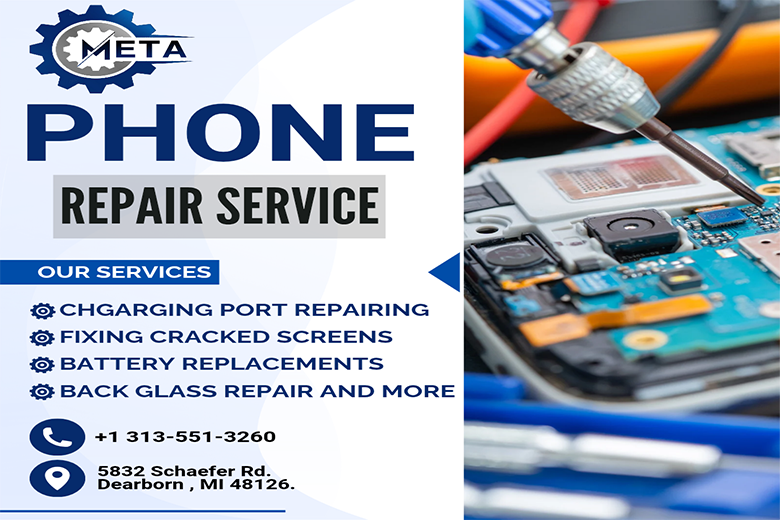 META
PHONE
REPAIR SERVICE
OUR SERVICES
CHGARGING PORT REPAIRING
FIXING CRACKED SCREENS
BATTERY REPLACEMENTS
BACK GLASS REPAIR AND MORE
+1 313-551-3260
5832 Schaefer Rd.
Dearborn , MI 48126.